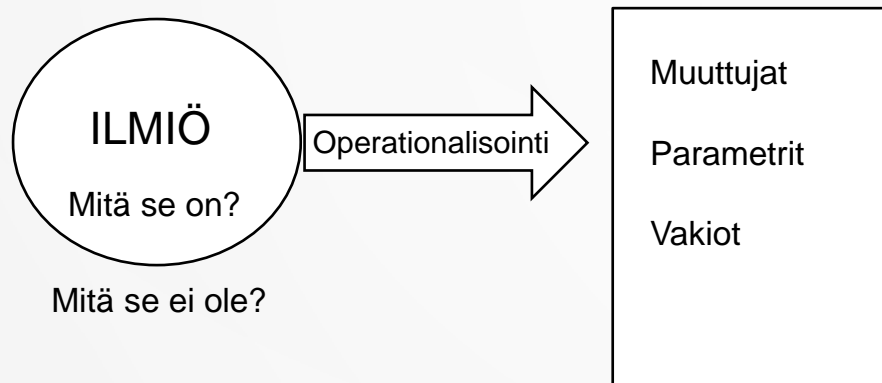 ILMIÖ
Mitä se on?
Mitä se ei ole?
Operationalisointi
Muuttujat
Parametrit
Vakiot